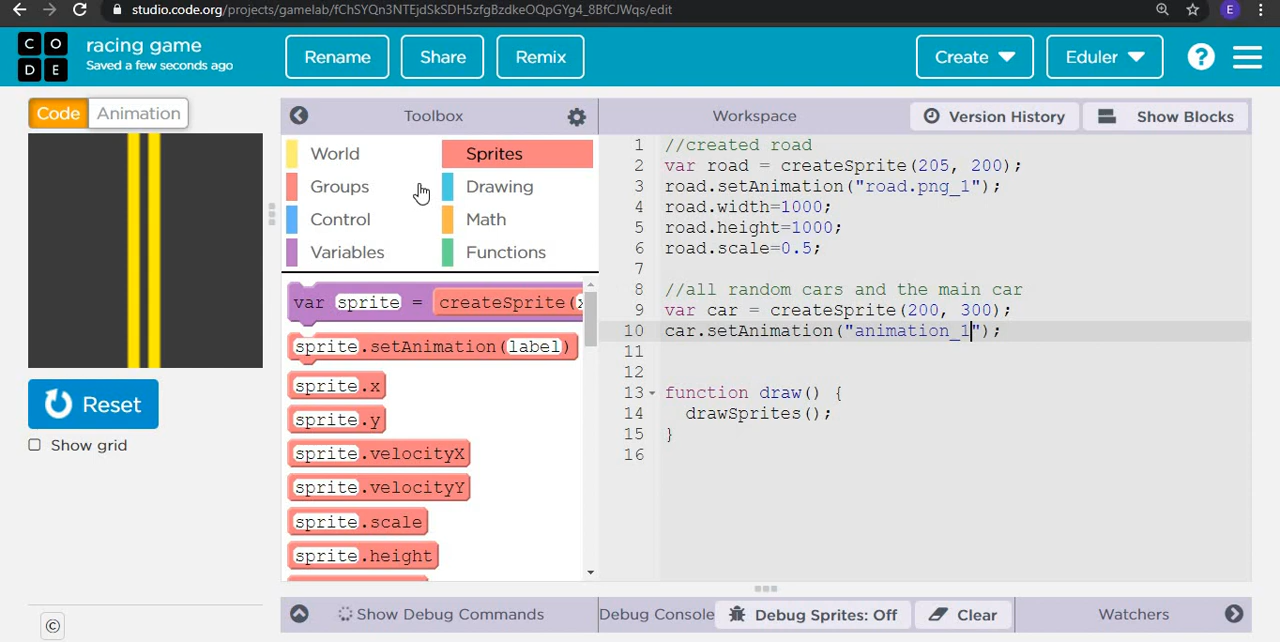 studio.code.org/projects/gamelab/fChSYQn3NTEjdSkSDH5zfgBzdkeOQpGYg4_8BfCJWqs/edit
E
C O
D E
racing game
Saved a few seconds ago
Rename
Share
Remix
Create
Eduler
?
Code
Animation
Toolbox
Workspace
Version History
Show Blocks
World
Sprites
Groups
Drawing
Control
Math
Variables
Functions
var sprite = createSprite(x
sprite.setAnimation(label)
sprite.x
sprite.y
sprite.velocityX
sprite.velocityY
sprite.scale
sprite.height
1 //created road
2 var road = createSprite(205, 200);
3 road.setAnimation("road.png_1");
4 road.width=1000;
5 road.height=1000;
6 road.scale=0.5;
7
8 //all random cars and the main car
9 var car = createSprite(200, 300);
10 car.setAnimation("animation_1");
11
12
13 function draw() {
14 drawSprites();
15 }
16
Reset
Show grid
©
Show Debug Commands
Debug Console
Debug Sprites: Off
Clear
Watchers